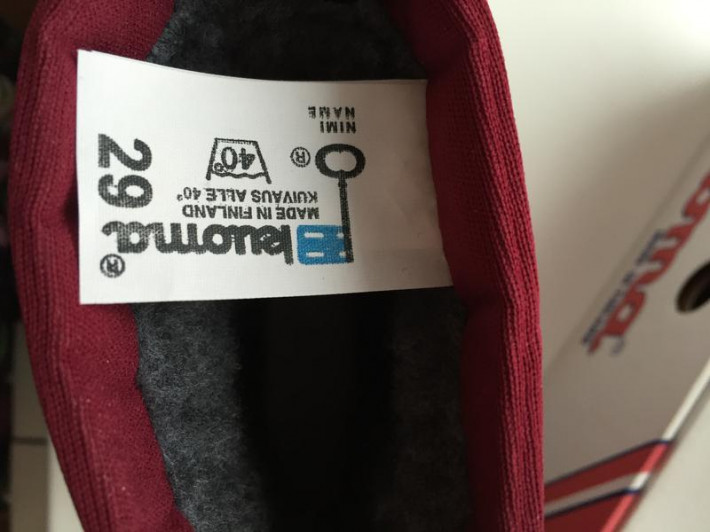 kuoma®
MADE IN FINLAND
KUIVAUS ALLE 40°
40°
®
29
NIMI
NAME